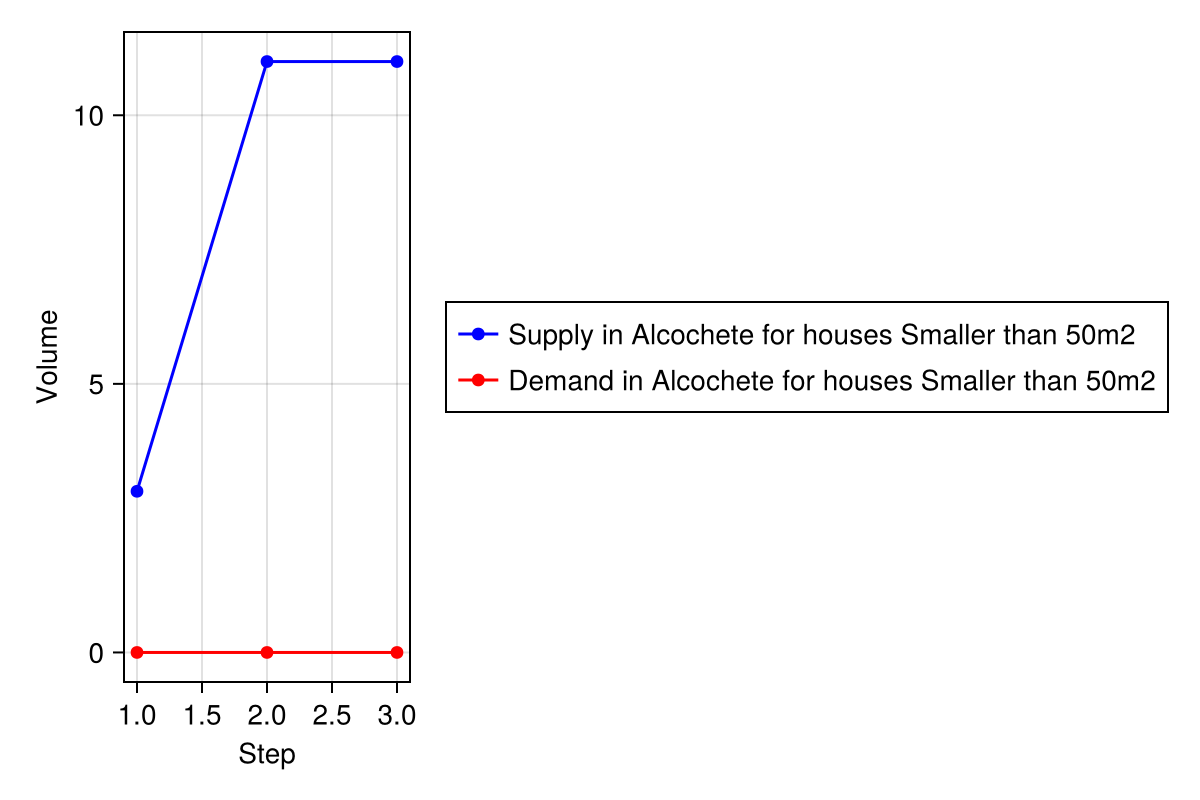 10
5
0
Volume
1.0 1.5 2.0 2.5 3.0
Step
Supply in Alcochete for houses Smaller than 50m2
Demand in Alcochete for houses Smaller than 50m2